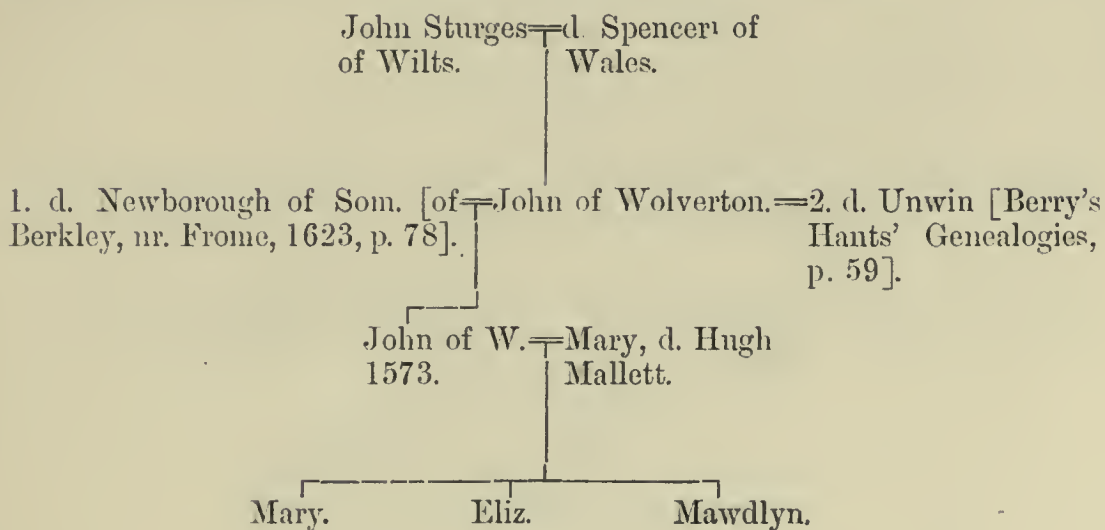 John Sturges d. Spencer¹ of
of Wilts. Wales.
1. d. Newborough of Som. [of John of Wolverton. 2. d. Unwin [Berry's
Berkley, nr. Frome, 1623, p. 78]. Hants' Genealogies,
p. 59].
John of W. Mary, d. Hugh
1573. Mallett.
Mary. Eliz. Mawdlyn.